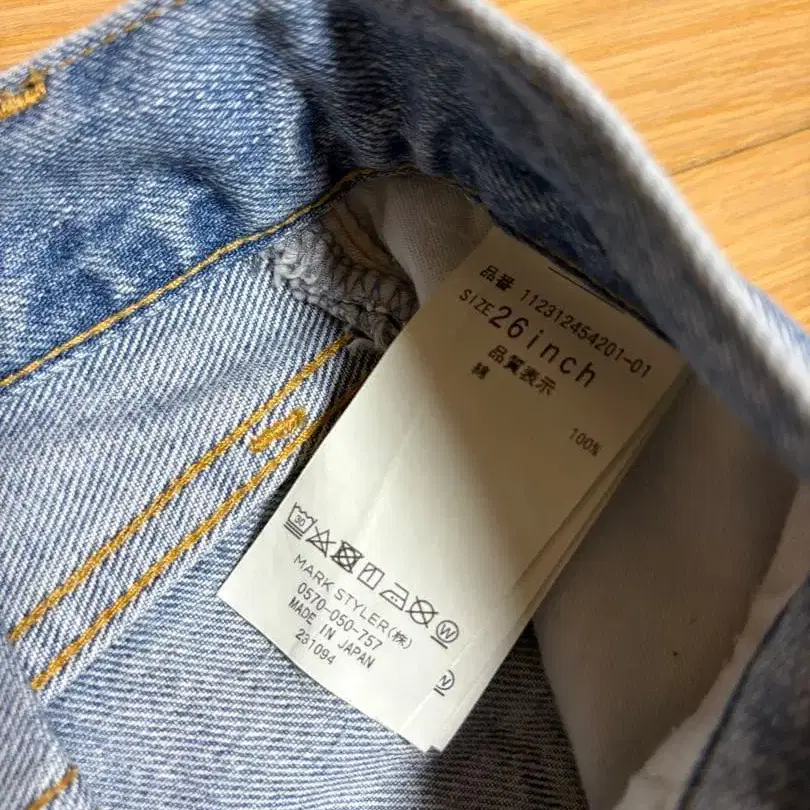 品番 112312454201-01
SIZE 26inch
品質表示
綿 100%
30
W
MARK STYLER(株)
0570-050-757
MADE IN JAPAN
231094
W